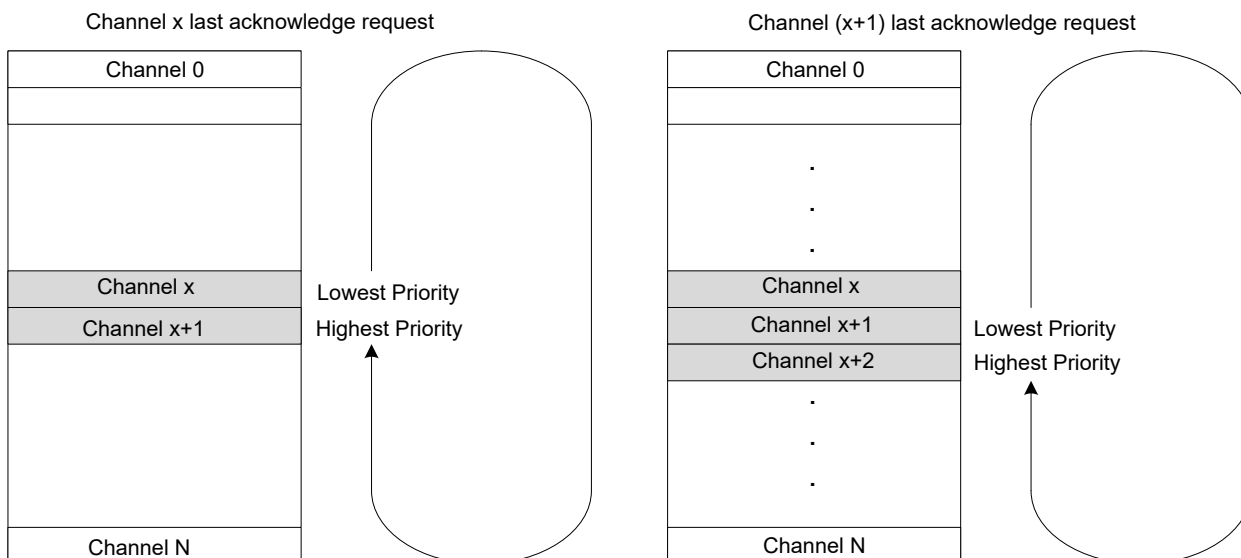 Channel x last acknowledge request
Channel 0
Channel x
Lowest Priority
Channel x+1
Highest Priority
Channel N
Channel (x+1) last acknowledge request
Channel 0
.
.
.
Channel x
Channel x+1
Lowest Priority
Channel x+2
Highest Priority
.
.
.
Channel N